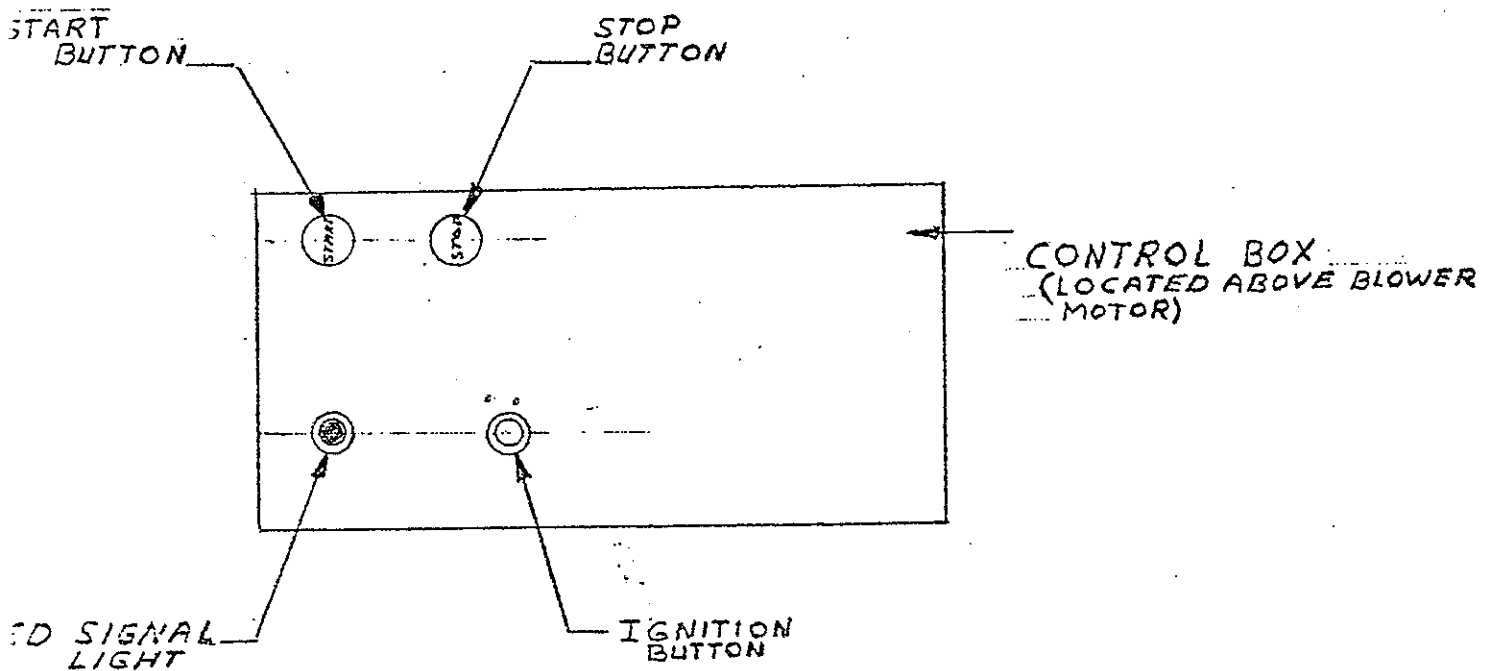 START
BUTTON
STOP
BUTTON
START
STOP
CONTROL BOX
(LOCATED ABOVE BLOWER
MOTOR)
SIGNAL
LIGHT
IGNITION
BUTTON